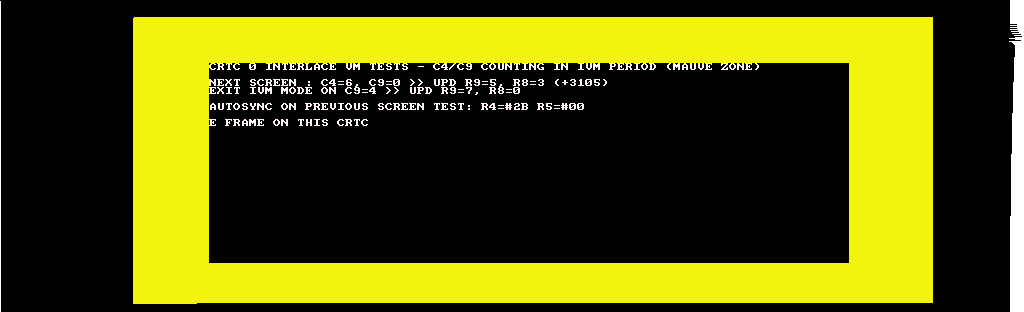 CRTC 0 INTERLACE VM TESTS - C4/C9 COUNTING IN IVM PERIOD (MAUVE ZONE)
NEXT SCREEN : C4=6, C9=0 >> UPD R9=5, R8=3 (+3105)
EXIT IVM MODE ON C9=4 >> UPD R9=7, R8=0
AUTOSYNC ON PREVIOUS SCREEN TEST: R4=#2B R5=#00
E FRAME ON THIS CRTC